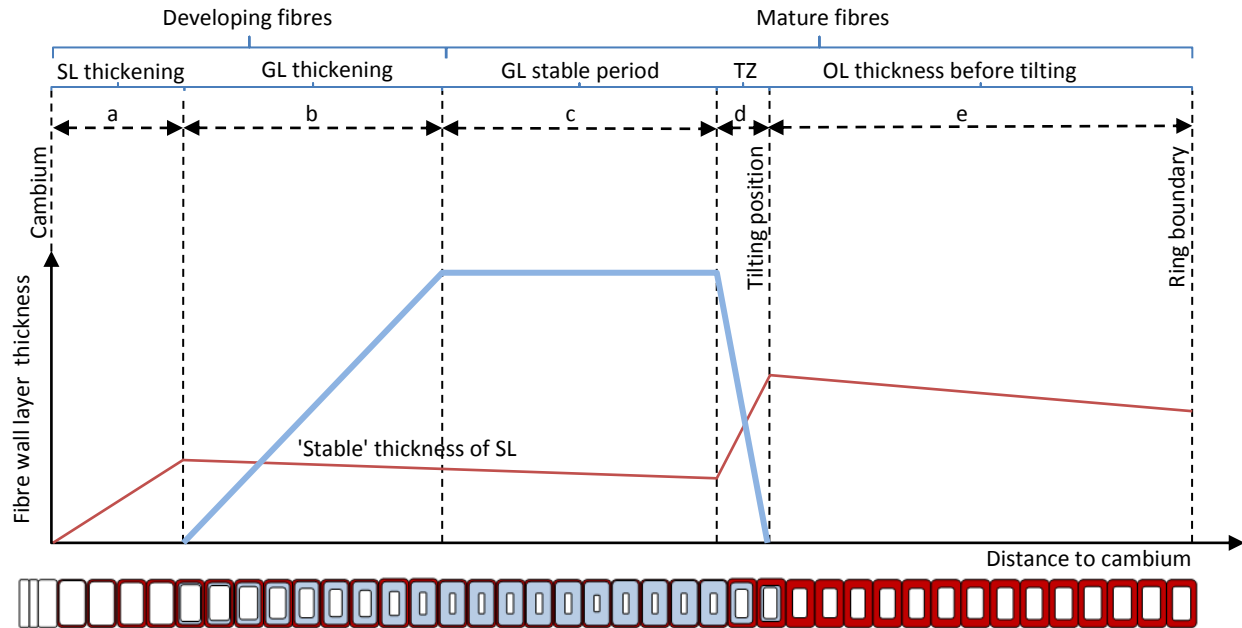 Developing fibres
Mature fibres
SL thickening
GL thickening
GL stable period
TZ
OL thickness before tilting
a
b
c
d
e
Cambium
Tilting position
Ring boundary
Fibre wall layer thickness
'Stable' thickness of SL
Distance to cambium